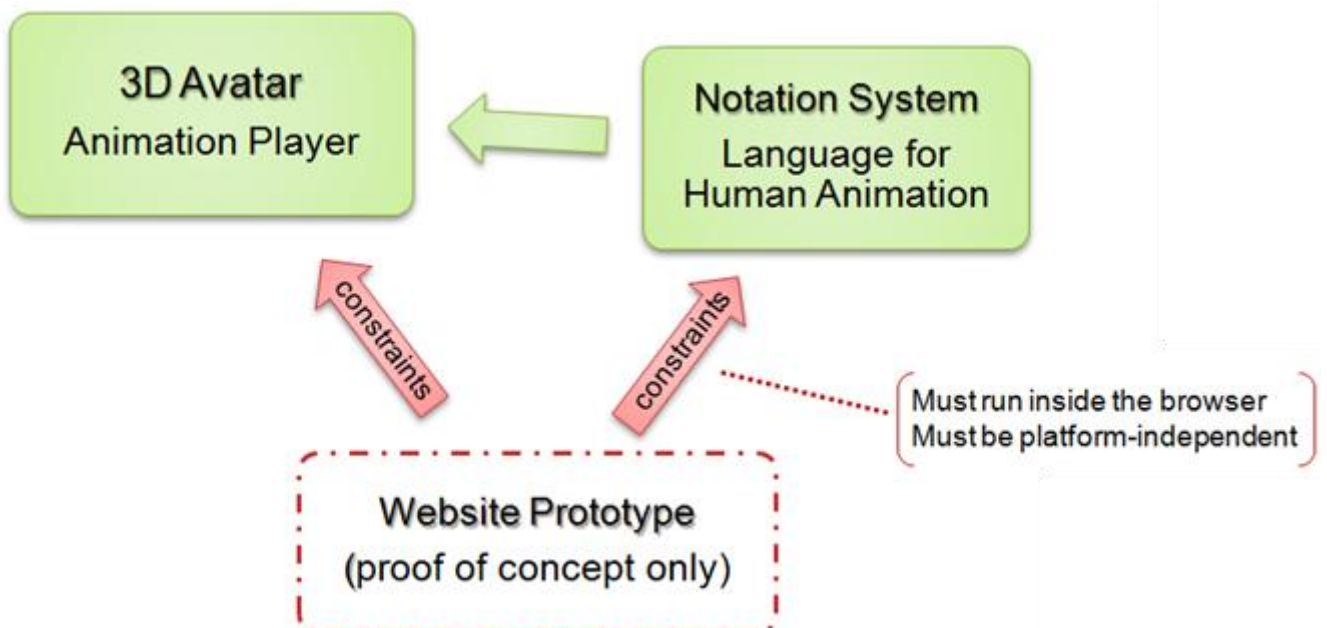 3D Avatar
Animation Player
Notation System
Language for
Human Animation
constraints
constraints
Must run inside the browser
Must be platform-independent
Website Prototype
(proof of concept only)